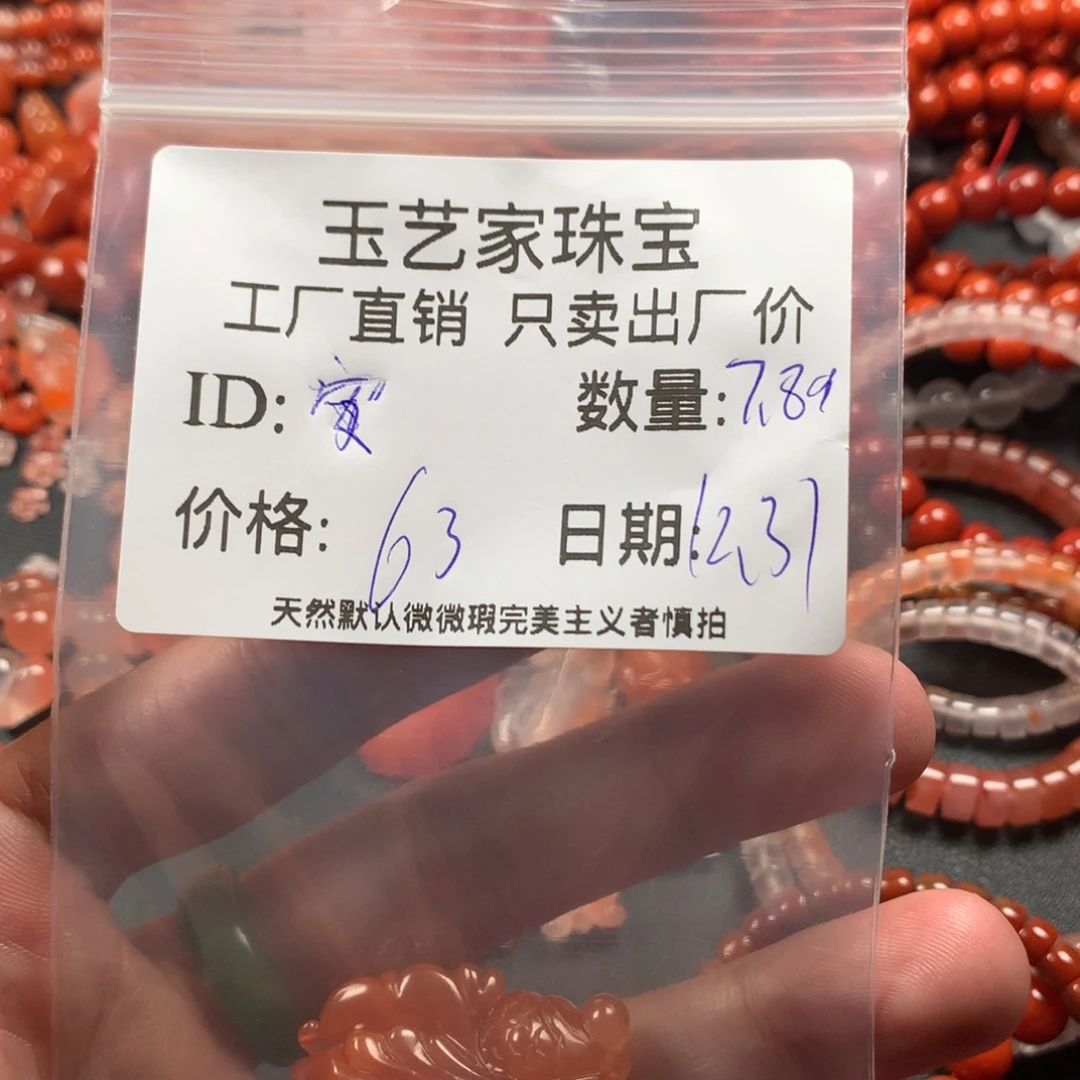 玉艺家珠宝
工厂直销 只卖出厂价
ID:
数量:7.8g
价格: 63
日期:12.31
天然默认微微瑕完美主义者慎拍